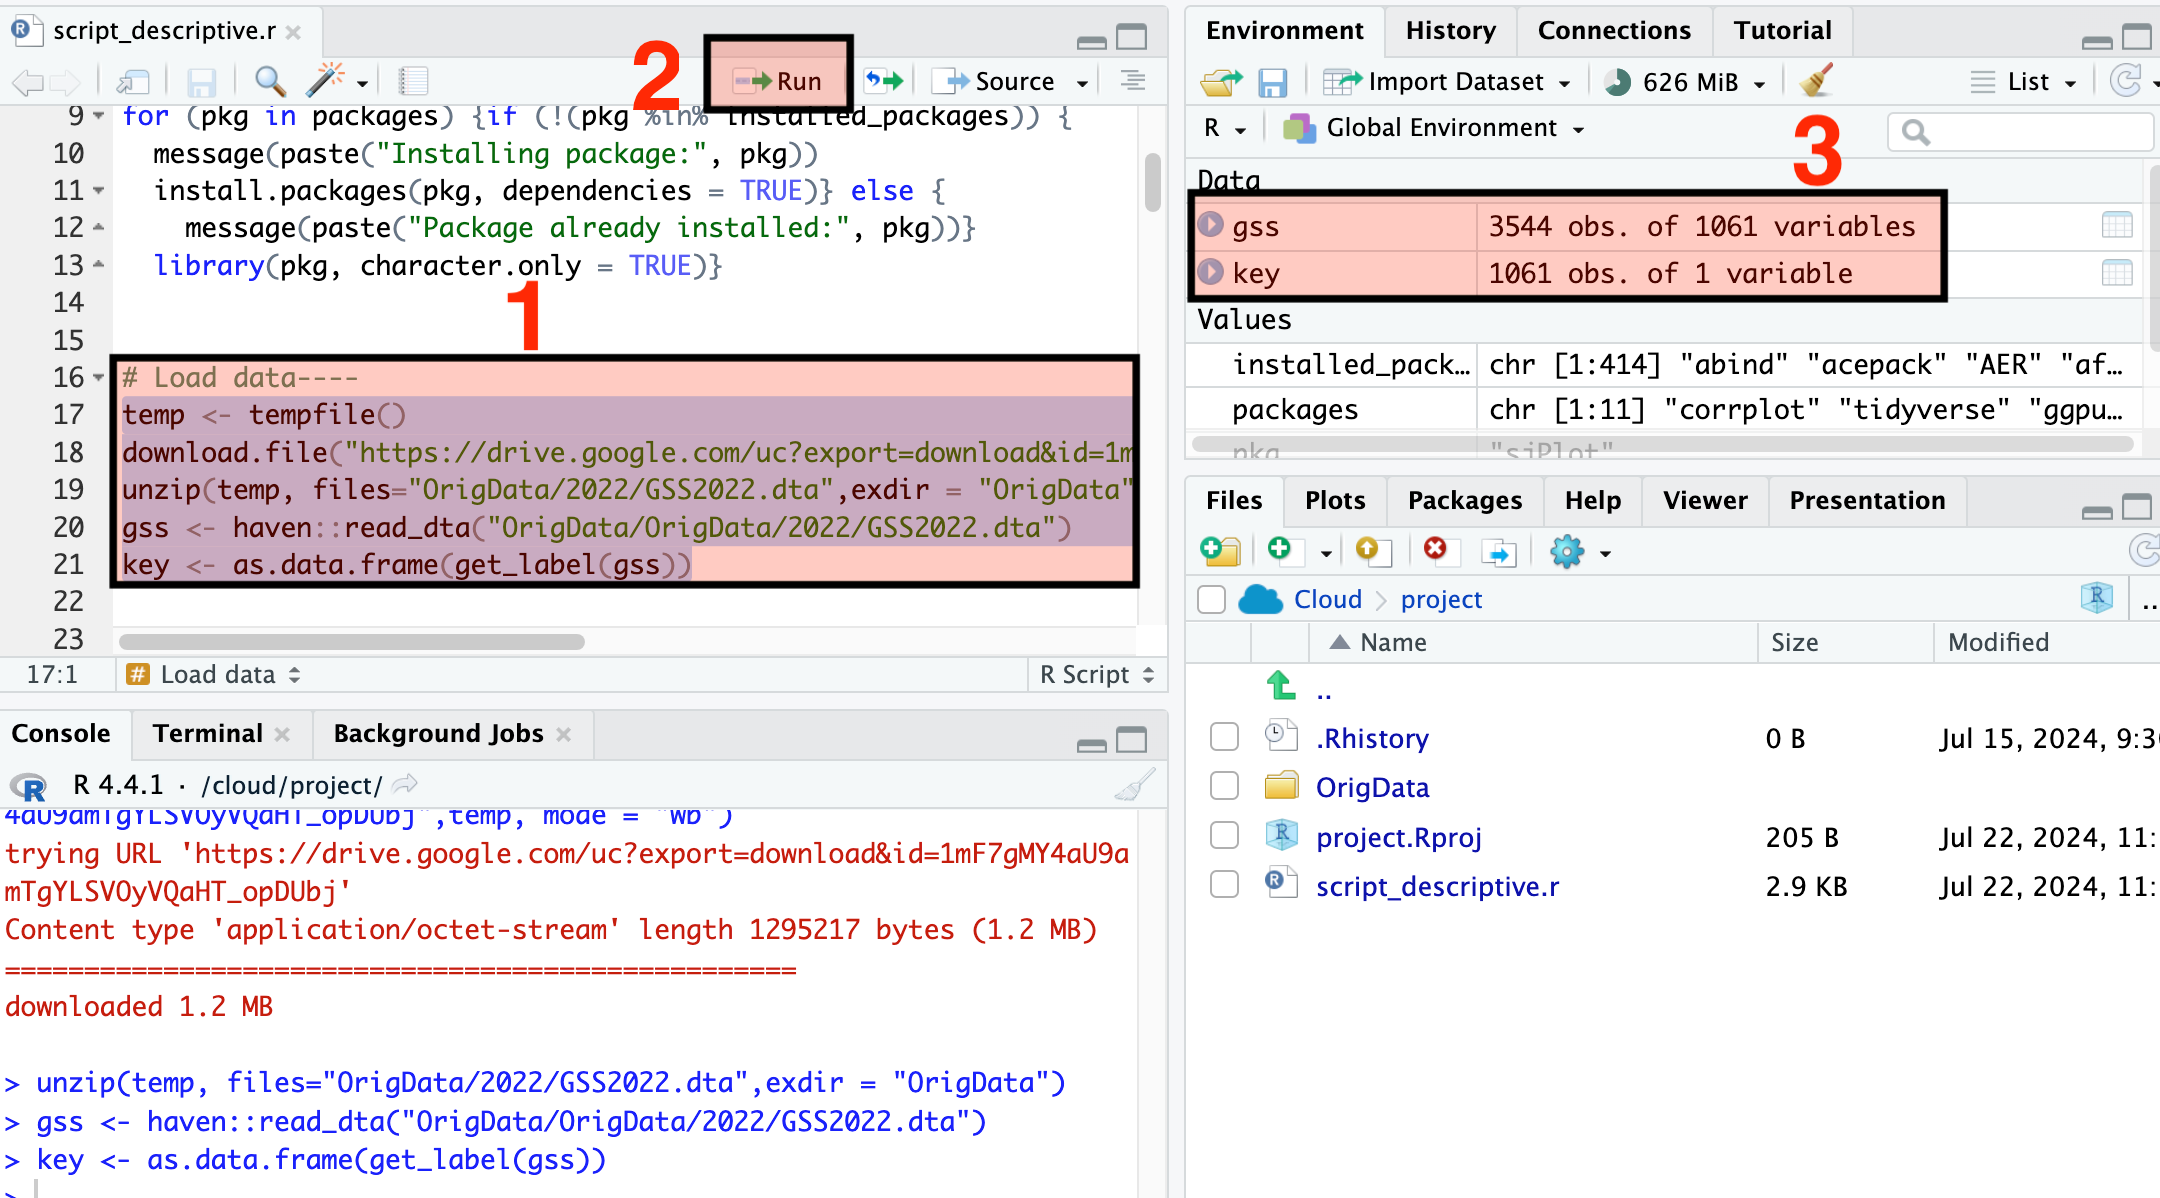 script_descriptive.r
2
Run
Source
9 for (pkg in packages) {if (!(pkg %in% installed_packages)) {
10 message(paste("Installing package:", pkg))
11 install.packages(pkg, dependencies = TRUE)} else {
12 message(paste("Package already installed:", pkg))}
13 library(pkg, character.only = TRUE)}
14
1
15
16 # Load data----
17 temp <- tempfile()
18 download.file("https://drive.google.com/uc?export=download&id=1m
19 unzip(temp, files="OrigData/2022/GSS2022.dta",exdir = "OrigData"
20 gss <- haven::read_dta("OrigData/OrigData/2022/GSS2022.dta")
21 key <- as.data.frame(get_label(gss))
22
23
17:1 # Load data R Script
Console Terminal Background Jobs
R R 4.4.1 · /cloud/project/
4aU9amTgYLSVOyVQaHT_opDUbj",temp, mode = "wb")
trying URL 'https://drive.google.com/uc?export=download&id=1mF7gMY4aU9a
mTgYLSVOyVQaHT_opDUbj'
Content type 'application/octet-stream' length 1295217 bytes (1.2 MB)
==================================================
downloaded 1.2 MB
> unzip(temp, files="OrigData/2022/GSS2022.dta",exdir = "OrigData")
> gss <- haven::read_dta("OrigData/OrigData/2022/GSS2022.dta")
> key <- as.data.frame(get_label(gss))
>
Environment History Connections Tutorial
Import Dataset 626 MiB List
R Global Environment
3
Data
gss 3544 obs. of 1061 variables
key 1061 obs. of 1 variable
Values
installed_pack… chr [1:414] "abind" "acepack" "AER" "af…
packages chr [1:11] "corrplot" "tidyverse" "ggpu…
pkg "sjPlot"
Files Plots Packages Help Viewer Presentation
Cloud project R ..
Name Size Modified
..
.Rhistory 0 B Jul 15, 2024, 9:3
OrigData
project.Rproj 205 B Jul 22, 2024, 11:
script_descriptive.r 2.9 KB Jul 22, 2024, 11: